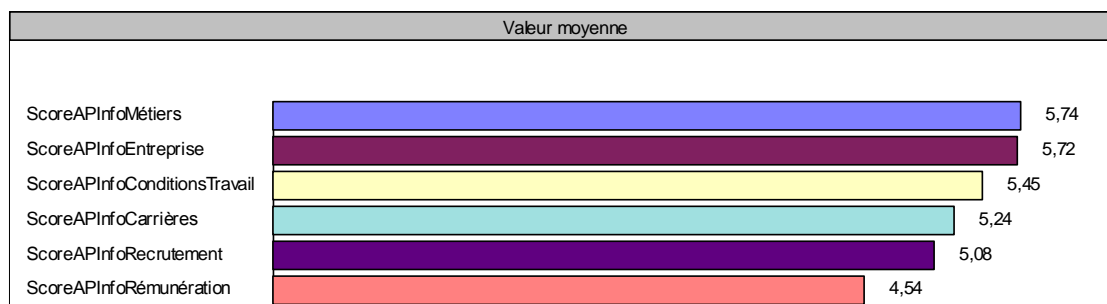 Valeur moyenne
ScoreAPInfoMétiers 5,74
ScoreAPInfoEntreprise 5,72
ScoreAPInfoConditionsTravail 5,45
ScoreAPInfoCarrières 5,24
ScoreAPInfoRecrutement 5,08
ScoreAPInfoRémunération 4,54